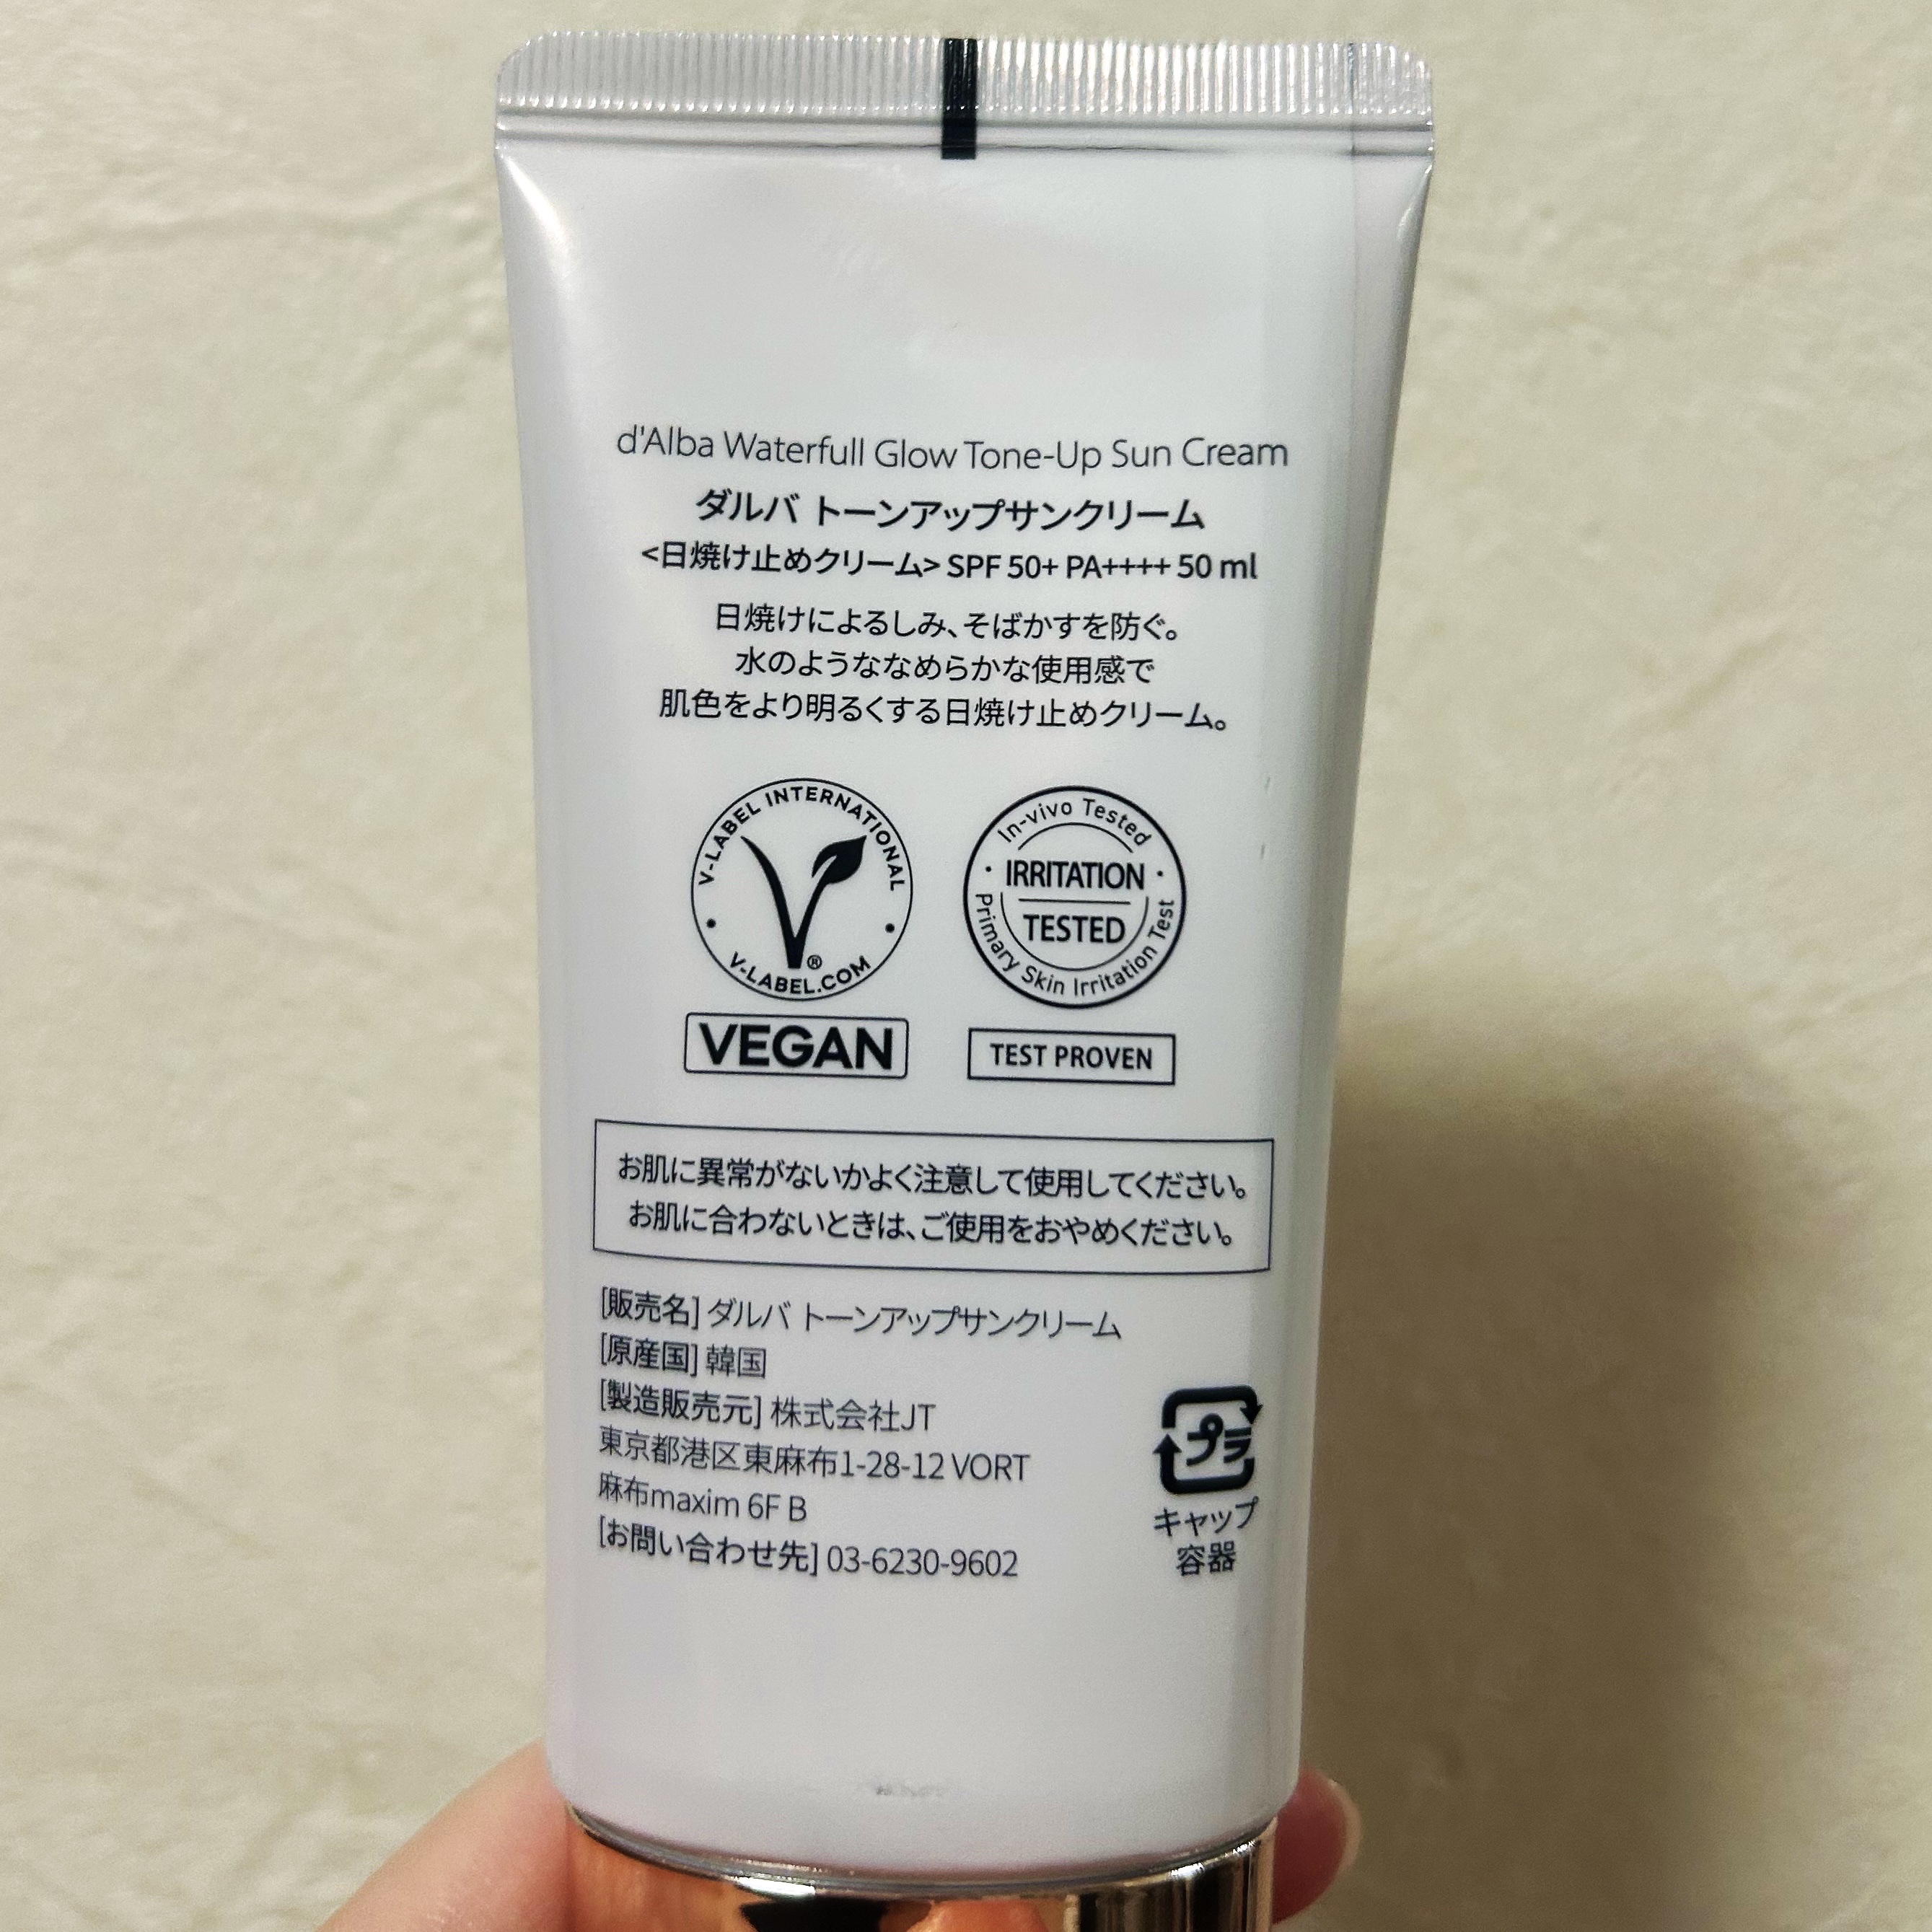 d'Alba Waterfull Glow Tone-Up Sun Cream
ダルバ トーンアップサンクリーム
<日焼け止めクリーム> SPF 50+ PA++++ 50 ml
日焼けによるしみ、そばかすを防ぐ。
水のようななめらかな使用感で
肌色をより明るくする日焼け止めクリーム。
V-LABEL INTERNATIONAL
®
V-LABEL.COM
VEGAN
In-vivo Tested
IRRITATION
TESTED
Primary Skin Irritation Test
TEST PROVEN
お肌に異常がないかよく注意して使用してください。
お肌に合わないときは、ご使用をおやめください。
[販売名] ダルバ トーンアップサンクリーム
[原産国] 韓国
[製造販売元] 株式会社JT
東京都港区東麻布1-28-12 VORT
麻布maxim 6F B
[お問い合わせ先] 03-6230-9602
プラ
キャップ
容器